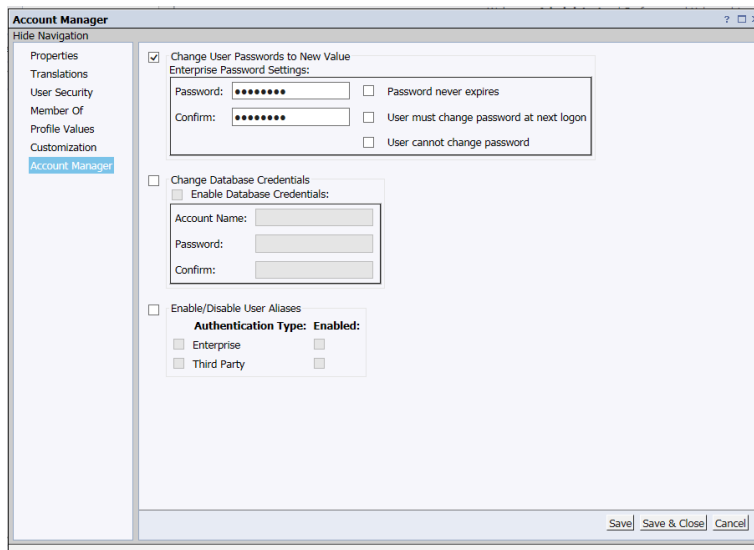 Account Manager
?
Hide Navigation
Properties
Translations
User Security
Member Of
Profile Values
Customization
Account Manager
Change User Passwords to New Value
Enterprise Password Settings:
Password: ●●●●●●●● Password never expires
Confirm: ●●●●●●●● User must change password at next logon
User cannot change password
Change Database Credentials
Enable Database Credentials:
Account Name:
Password:
Confirm:
Enable/Disable User Aliases
Authentication Type: Enabled:
Enterprise
Third Party
Save Save & Close Cancel